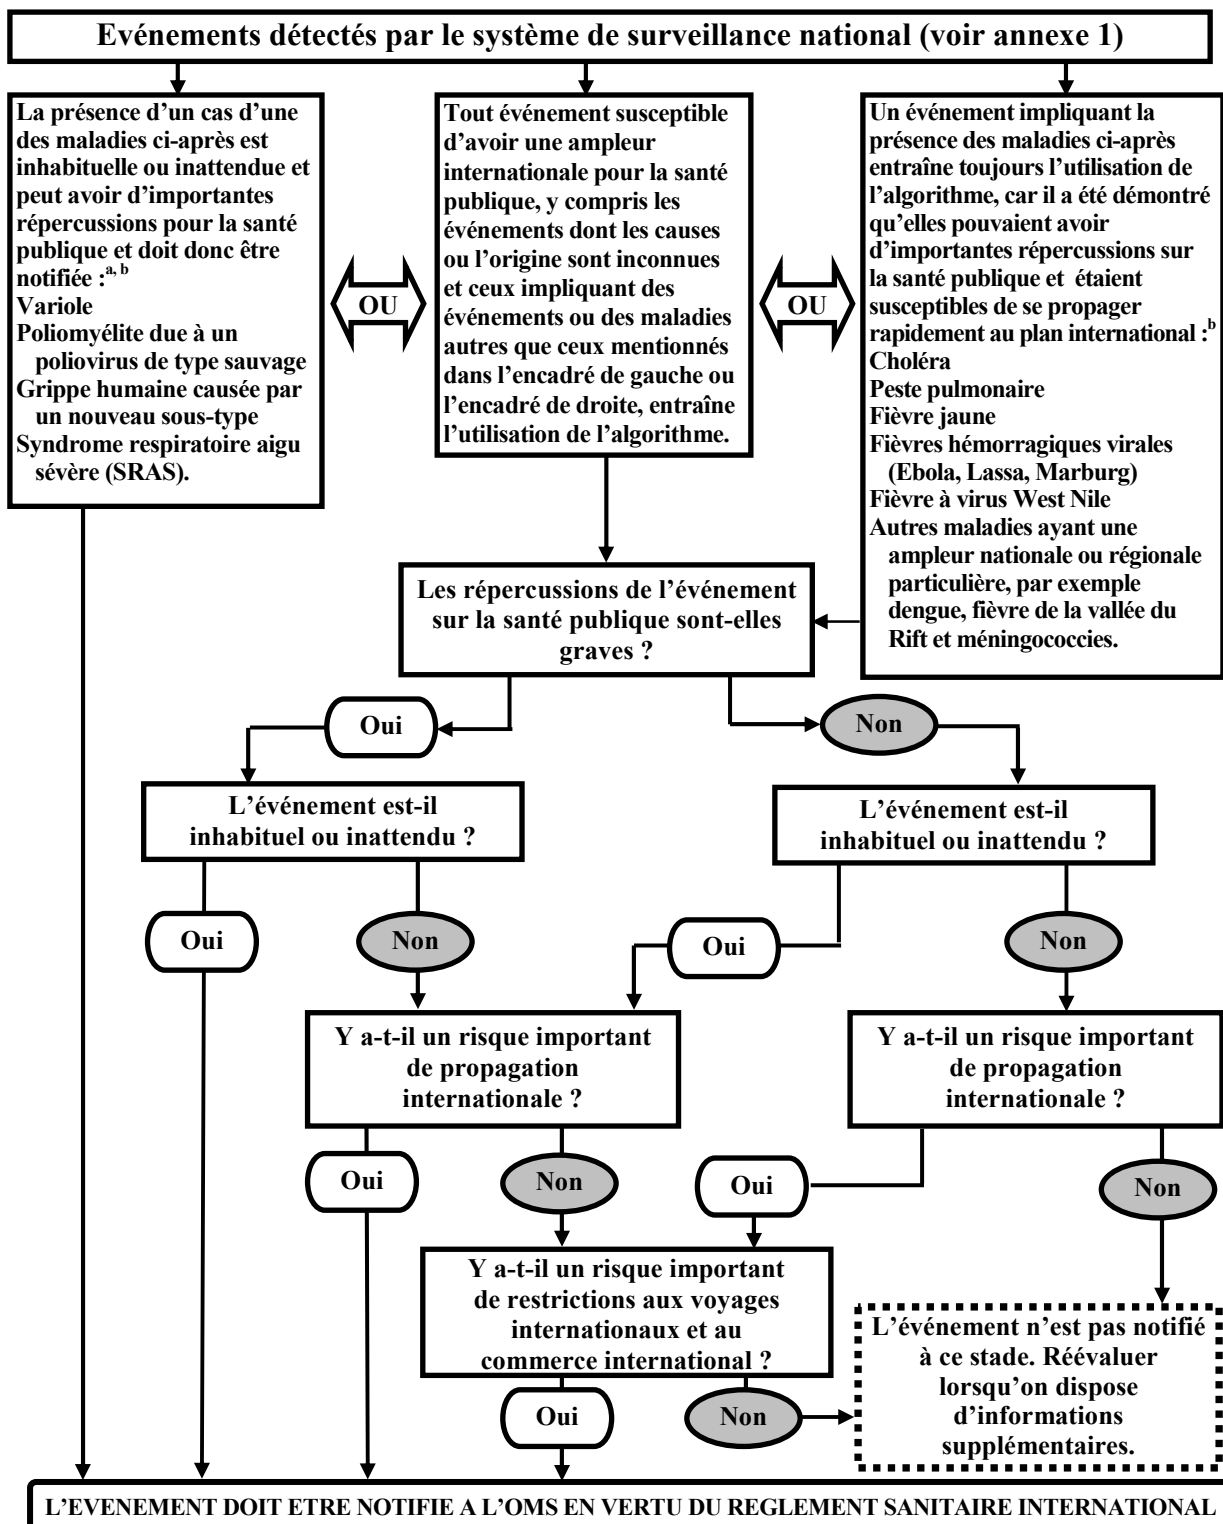 Evénements détectés par le système de surveillance national (voir annexe 1)
La présence d'un cas d'une
des maladies ci-après est
inhabituelle ou inattendue et
peut avoir d'importantes
répercussions pour la santé
publique et doit donc être
notifiée :a, b
Variole
Poliomyélite due à un
poliovirus de type sauvage
Grippe humaine causée par
un nouveau sous-type
Syndrome respiratoire aigu
sévère (SRAS).
OU
Tout événement susceptible
d'avoir une ampleur
internationale pour la santé
publique, y compris les
événements dont les causes
ou l'origine sont inconnues
et ceux impliquant des
événements ou des maladies
autres que ceux mentionnés
dans l'encadré de gauche ou
l'encadré de droite, entraîne
l'utilisation de l'algorithme.
OU
Un événement impliquant la
présence des maladies ci-après
entraîne toujours l'utilisation de
l'algorithme, car il a été démontré
qu'elles pouvaient avoir
d'importantes répercussions sur
la santé publique et étaient
susceptibles de se propager
rapidement au plan international :b
Choléra
Peste pulmonaire
Fièvre jaune
Fièvres hémorragiques virales
(Ebola, Lassa, Marburg)
Fièvre à virus West Nile
Autres maladies ayant une
ampleur nationale ou régionale
particulière, par exemple
dengue, fièvre de la vallée du
Rift et méningococcies.
Les répercussions de l'événement
sur la santé publique sont-elles
graves ?
Oui
Non
L'événement est-il
inhabituel ou inattendu ?
L'événement est-il
inhabituel ou inattendu ?
Oui
Non
Oui
Non
Y a-t-il un risque important
de propagation
internationale ?
Y a-t-il un risque important
de propagation
internationale ?
Oui
Non
Oui
Non
Y a-t-il un risque important
de restrictions aux voyages
internationaux et au
commerce international ?
L'événement n'est pas notifié
à ce stade. Réévaluer
lorsqu'on dispose
d'informations
supplémentaires.
Oui
Non
L'EVENEMENT DOIT ETRE NOTIFIE A L'OMS EN VERTU DU REGLEMENT SANITAIRE INTERNATIONAL